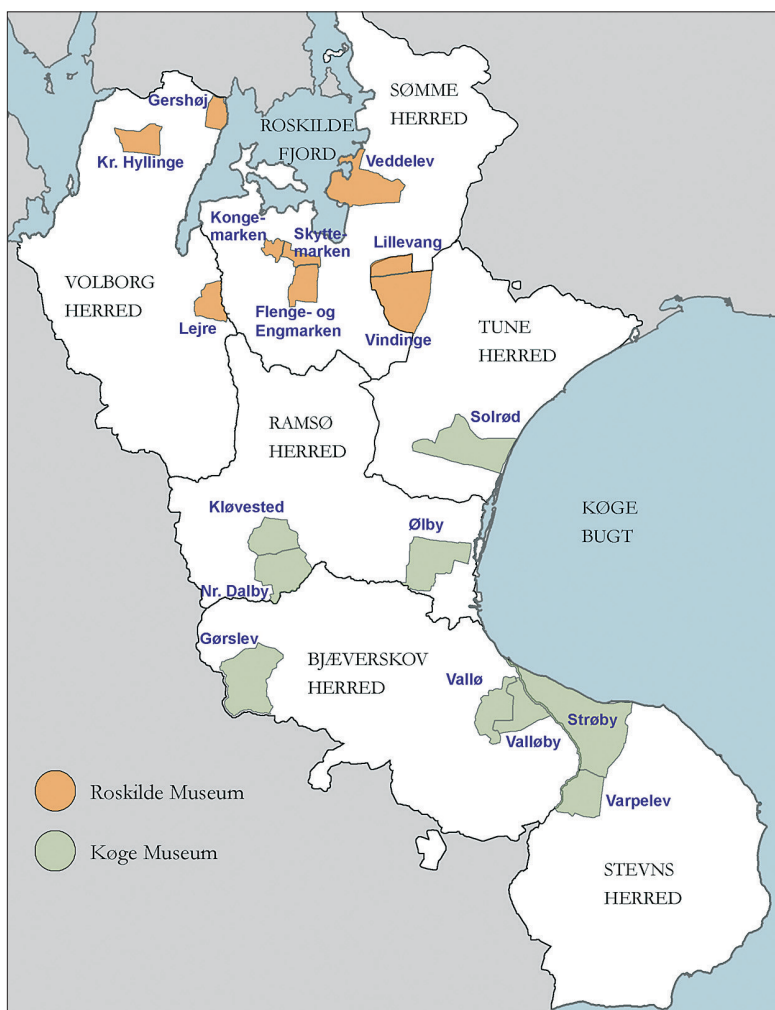 SØMME
HERRED
Gershøj
ROSKILDE
FJORD
Kr. Hyllinge
Veddelev
Konge-
marken
Skytte-
marken
Lillevang
VOLBORG
HERRED
Lejre
Flenge- og
Engmarken
Vindinge
TUNE
HERRED
RAMSØ
HERRED
Solrød
Kløvested
Ølby
KØGE
BUGT
Nr. Dalby
Gørslev
BJÆVERSKOV
HERRED
Vallø
Strøby
Valløby
Roskilde Museum
Varpelev
Køge Museum
STEVNS
HERRED